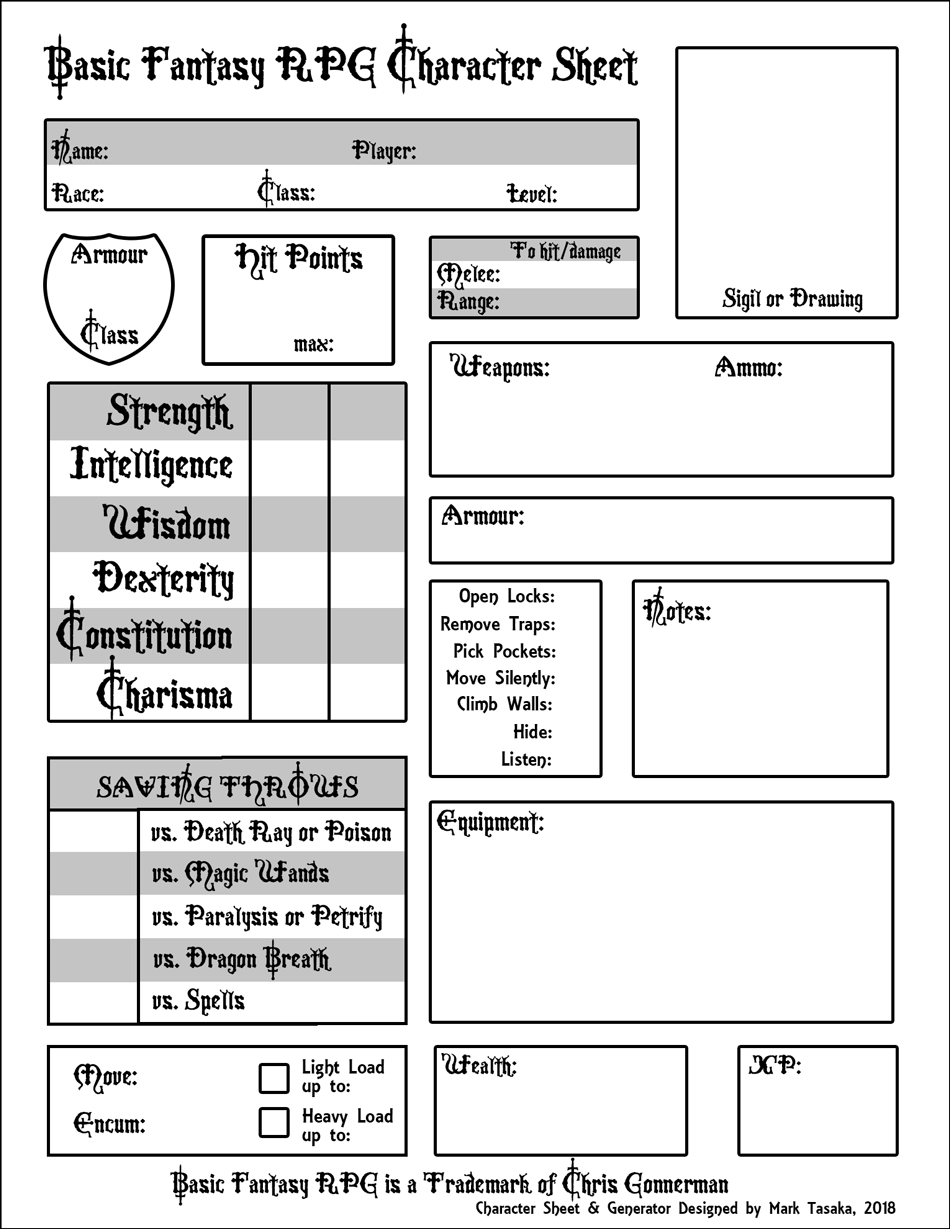 Basic Fantasy RPG Character Sheet
Name: Player:
Race: Class: Level:
Sigil or Drawing
Armour
Class
Hit Points
max:
To hit/damage
Melee:
Range:
Weapons: Ammo:
Armour:
Strength
Intelligence
Wisdom
Dexterity
Constitution
Charisma
Open Locks:
Remove Traps:
Pick Pockets:
Move Silently:
Climb Walls:
Hide:
Listen:
Notes:
SAVING THROWS
vs. Death Ray or Poison
vs. Magic Wands
vs. Paralysis or Petrify
vs. Dragon Breath
vs. Spells
Equipment:
Move:
Encum:
Light Load
up to:
Heavy Load
up to:
Wealth:
XP:
Basic Fantasy RPG is a Trademark of Chris Gonnerman
Character Sheet & Generator Designed by Mark Tasaka, 2018